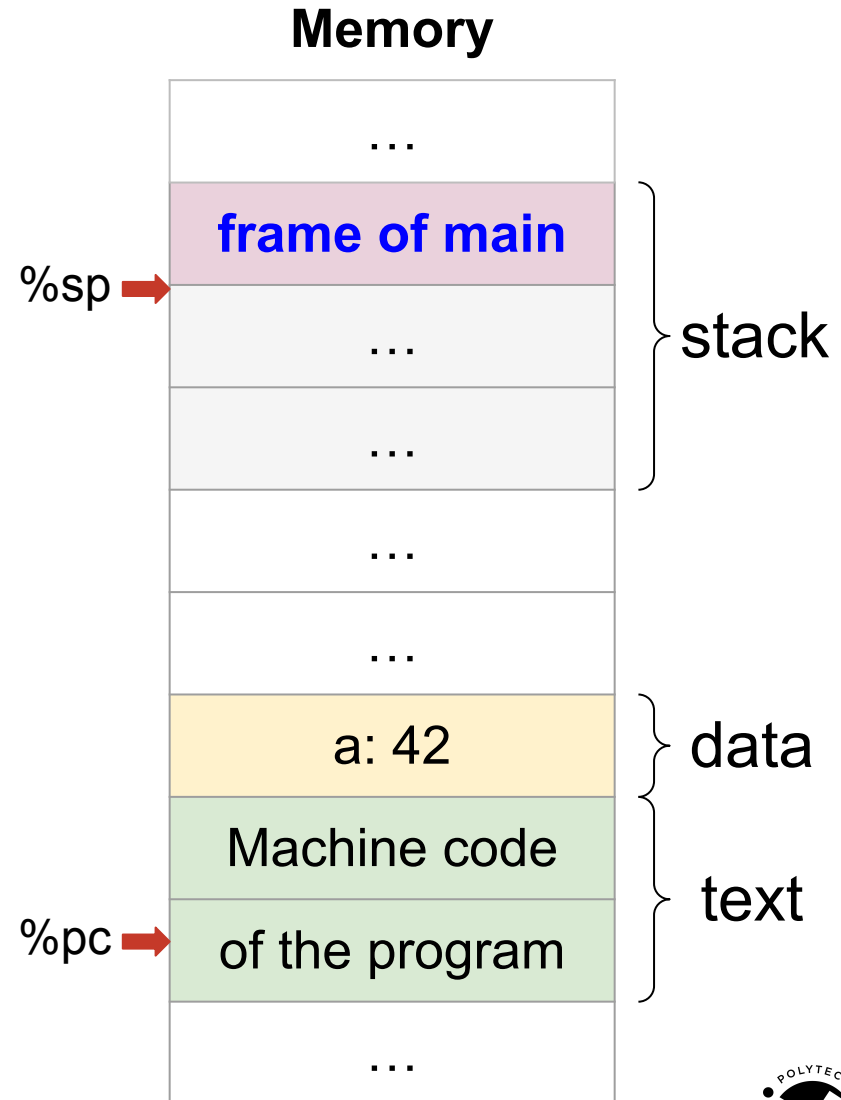 Memory
…
frame of main
%sp
…
stack
…
…
…
a: 42
data
Machine code
text
%pc
of the program
…